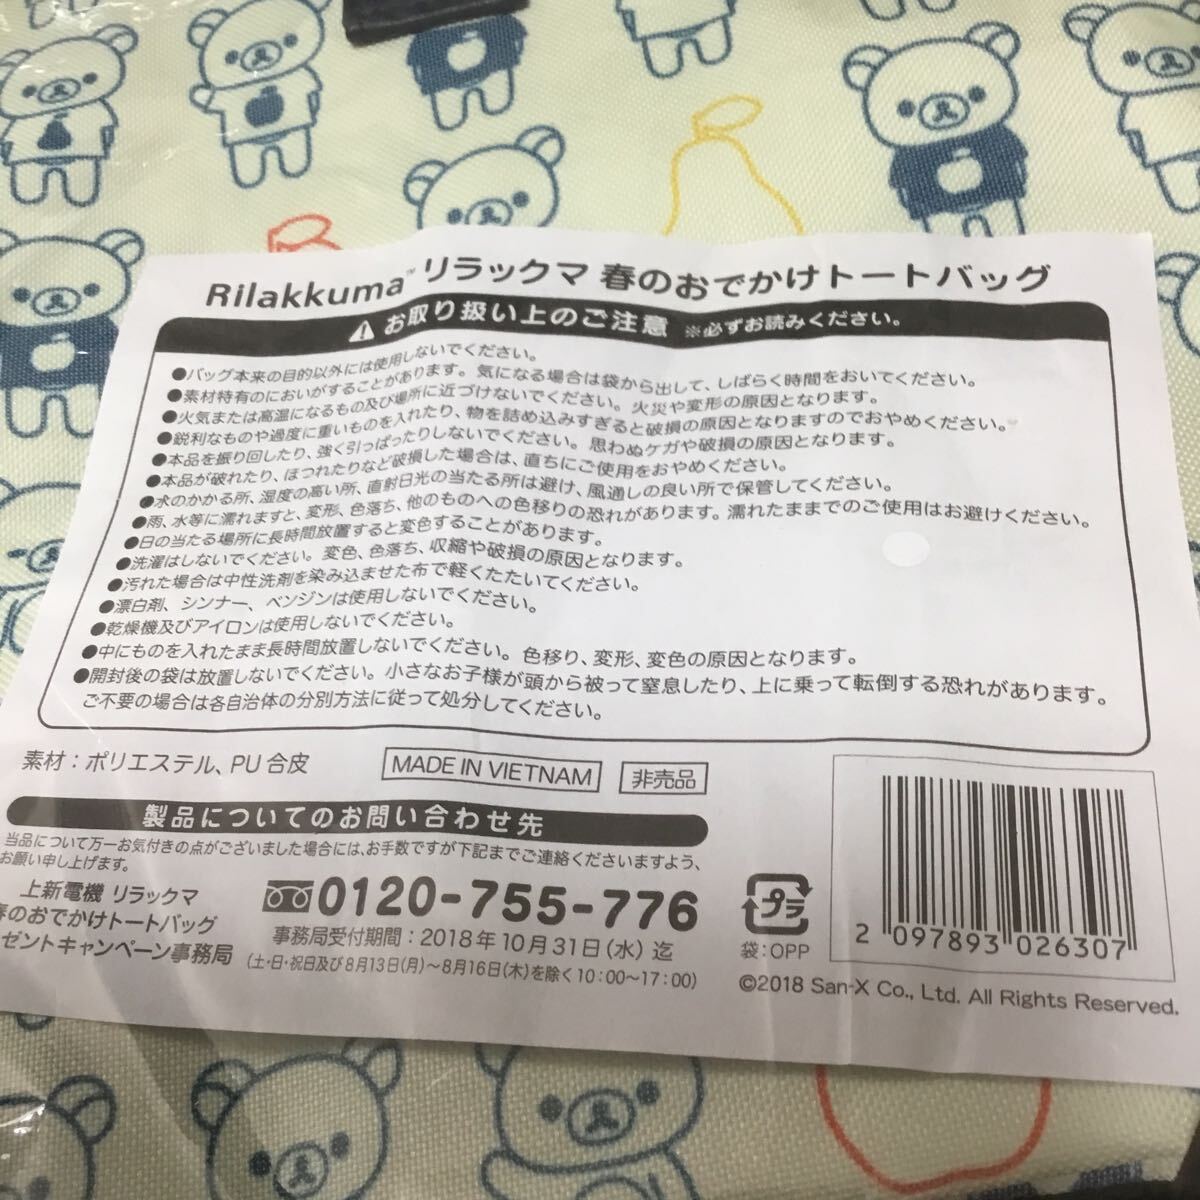 Rilakkuma™ リラックマ 春のおでかけトートバッグ
お取り扱い上のご注意 ※必ずお読みください。
●バッグ本来の目的以外には使用しないでください。
●素材特有のにおいがすることがあります。気になる場合は袋から出して、しばらく時間をおいてください。
●火気または高温になるもの及び場所に近づけないでください。火災や変形の原因となります。
●鋭利なものや過度に重いものを入れたり、物を詰め込みすぎると破損の原因となりますのでおやめください。
●本品を振り回したり、強く引っぱったりしないでください。思わぬケガや破損の原因となります。
●本品が破れたり、ほつれたりなど破損した場合は、直ちにご使用をおやめください。
●水のかかる所、湿度の高い所、直射日光の当たる所は避け、風通しの良い所で保管してください。
●雨、水等に濡れますと、変形、色落ち、他のものへの色移りの恐れがあります。濡れたままでのご使用はお避けください。
●日の当たる場所に長時間放置すると変色することがあります。
●洗濯はしないでください。変色、色落ち、収縮や破損の原因となります。
●汚れた場合は中性洗剤を染み込ませた布で軽くたたいてください。
●漂白剤、シンナー、ベンジンは使用しないでください。
●乾燥機及びアイロンは使用しないでください。
●中にものを入れたまま長時間放置しないでください。色移り、変形、変色の原因となります。
●開封後の袋は放置しないでください。小さなお子様が頭から被って窒息したり、上に乗って転倒する恐れがあります。
ご不要の場合は各自治体の分別方法に従って処分してください。
素材：ポリエステル、PU合皮
MADE IN VIETNAM
非売品
製品についてのお問い合わせ先
当品について万一お気付きの点がございました場合には、お手数ですが下記までご連絡くださいますよう、
お願い申し上げます。
上新電機 リラックマ
春のおでかけトートバッグ
ゼントキャンペーン事務局
0120-755-776
事務局受付期間：2018年10月31日(水)迄
(土・日・祝日及び8月13日(月)～8月16日(木)を除く10:00～17:00)
プラ
袋：OPP
2 097893 026307
©2018 San-X Co., Ltd. All Rights Reserved.